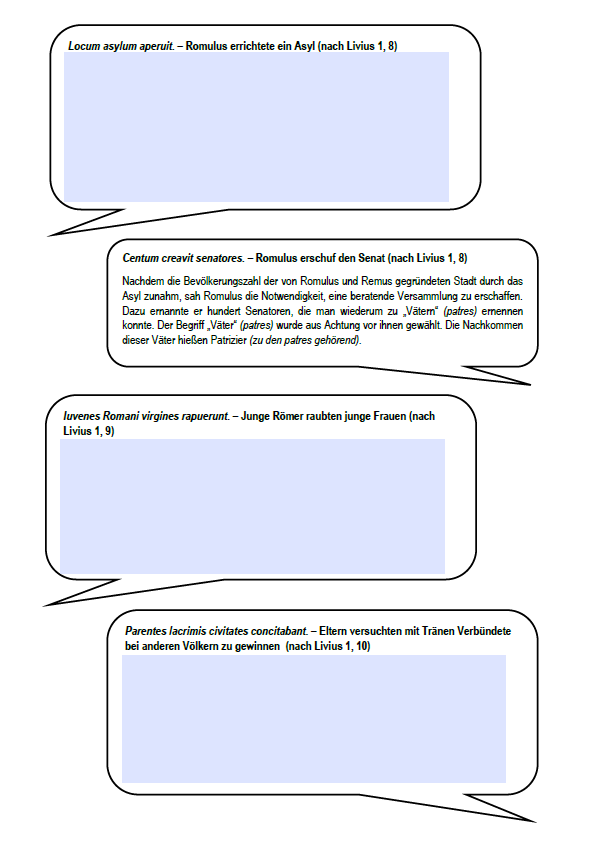 Locum asylum aperuit. – Romulus errichtete ein Asyl (nach Livius 1, 8)
Centum creavit senatores. – Romulus erschuf den Senat (nach Livius 1, 8)
Nachdem die Bevölkerungszahl der von Romulus und Remus gegründeten Stadt durch das
Asyl zunahm, sah Romulus die Notwendigkeit, eine beratende Versammlung zu erschaffen.
Dazu ernannte er hundert Senatoren, die man wiederum zu „Vätern“ (patres) ernennen
konnte. Der Begriff „Väter“ (patres) wurde aus Achtung vor ihnen gewählt. Die Nachkommen
dieser Väter hießen Patrizier (zu den patres gehörend).
Iuvenes Romani virgines rapuerunt. – Junge Römer raubten junge Frauen (nach
Livius 1, 9)
Parentes lacrimis civitates concitabant. – Eltern versuchten mit Tränen Verbündete
bei anderen Völkern zu gewinnen (nach Livius 1, 10)